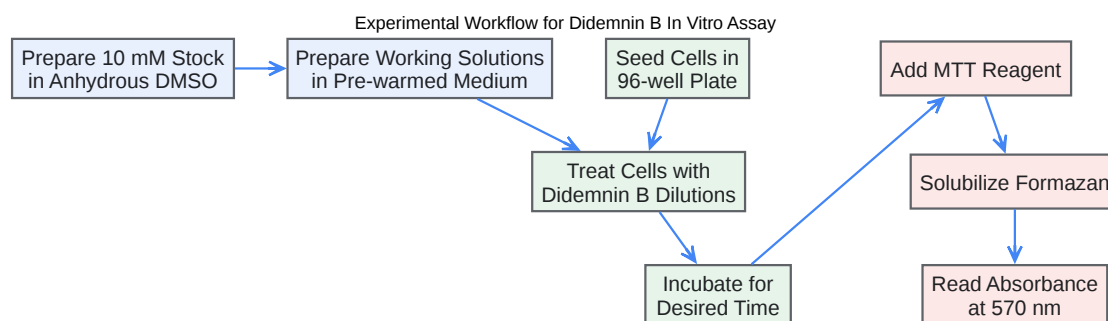 Experimental Workflow for Didemnin B In Vitro Assay
Prepare 10 mM Stock
in Anhydrous DMSO
Prepare Working Solutions
in Pre-warmed Medium
Seed Cells in
96-well Plate
Treat Cells with
Didemnin B Dilutions
Incubate for
Desired Time
Add MTT Reagent
Solubilize Formazan
Read Absorbance
at 570 nm